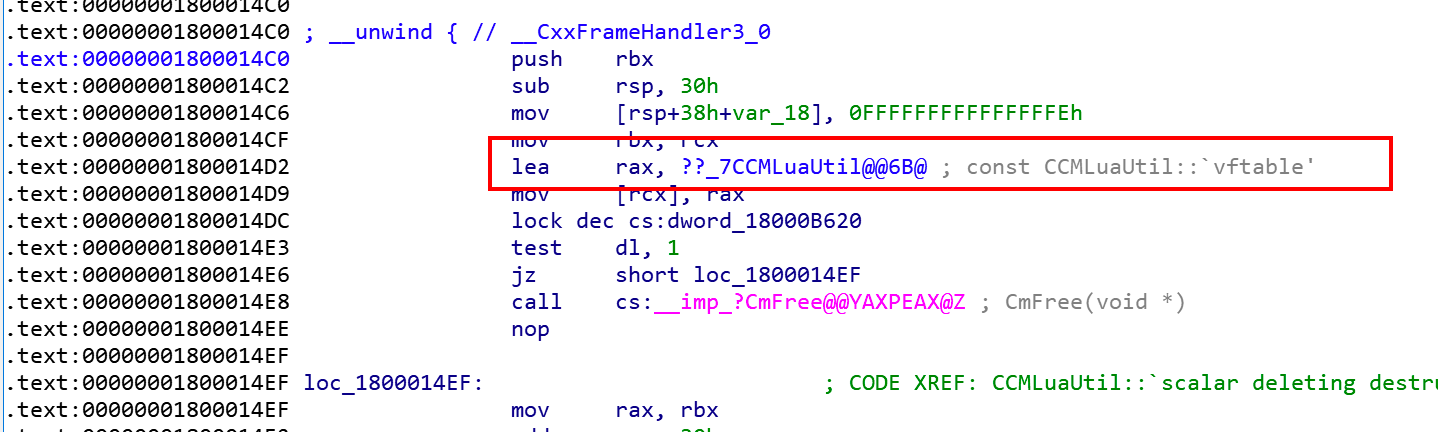 .text:00000001800014C0
.text:00000001800014C0 ; __unwind { // __CxxFrameHandler3_0
.text:00000001800014C0 push rbx
.text:00000001800014C2 sub rsp, 30h
.text:00000001800014C6 mov [rsp+38h+var_18], 0FFFFFFFFFFFFFFFEh
.text:00000001800014CF mov rbx, rcx
.text:00000001800014D2 lea rax, ??_7CCMLuaUtil@@6B@ ; const CCMLuaUtil::`vftable'
.text:00000001800014D9 mov [rcx], rax
.text:00000001800014DC lock dec cs:dword_18000B620
.text:00000001800014E3 test dl, 1
.text:00000001800014E6 jz short loc_1800014EF
.text:00000001800014E8 call cs:__imp_?CmFree@@YAXPEAX@Z ; CmFree(void *)
.text:00000001800014EE nop
.text:00000001800014EF
.text:00000001800014EF loc_1800014EF: ; CODE XREF: CCMLuaUtil::`scalar deleting destru
.text:00000001800014EF mov rax, rbx